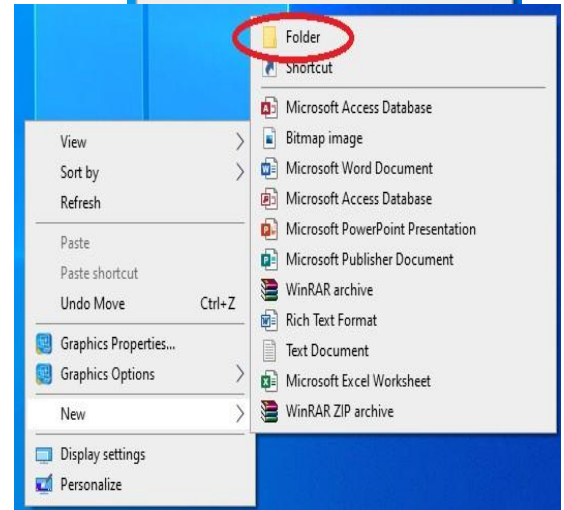 Folder
Shortcut
Microsoft Access Database
Bitmap image
Microsoft Word Document
Microsoft Access Database
Microsoft PowerPoint Presentation
Microsoft Publisher Document
WinRAR archive
Rich Text Format
Text Document
Microsoft Excel Worksheet
WinRAR ZIP archive
View
Sort by
Refresh
Paste
Paste shortcut
Undo Move Ctrl+Z
Graphics Properties...
Graphics Options
New
Display settings
Personalize